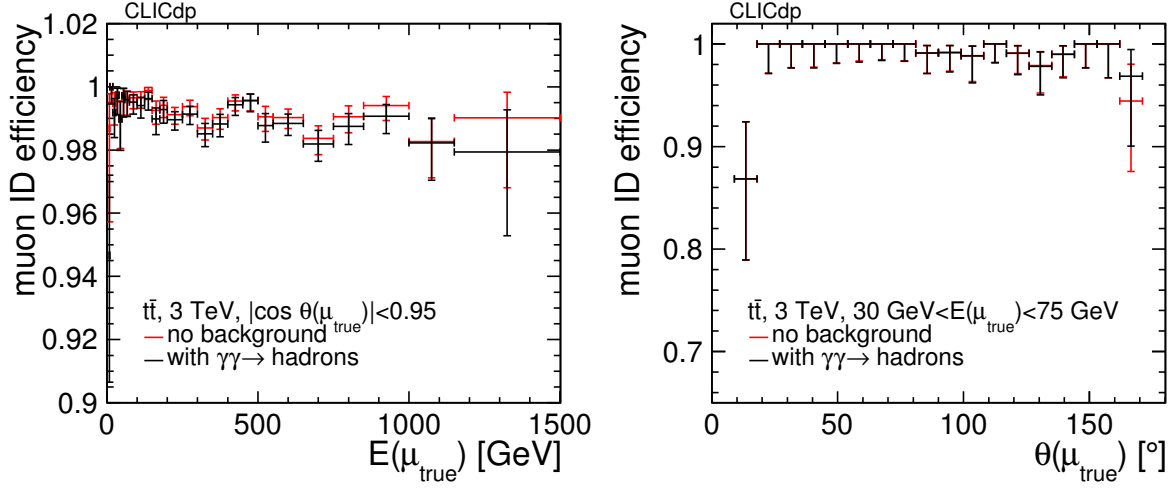 CLICdp
muon ID efficiency
1.02
1
0.98
0.96
0.94
0.92
0.9
tt̄, 3 TeV, |cos θ(μ_true)|<0.95
no background
with γγ→ hadrons
0 500 1000 1500
E(μ_true) [GeV]
CLICdp
muon ID efficiency
1
0.9
0.8
0.7
tt̄, 3 TeV, 30 GeV<E(μ_true)<75 GeV
no background
with γγ→ hadrons
0 50 100 150
θ(μ_true) [°]